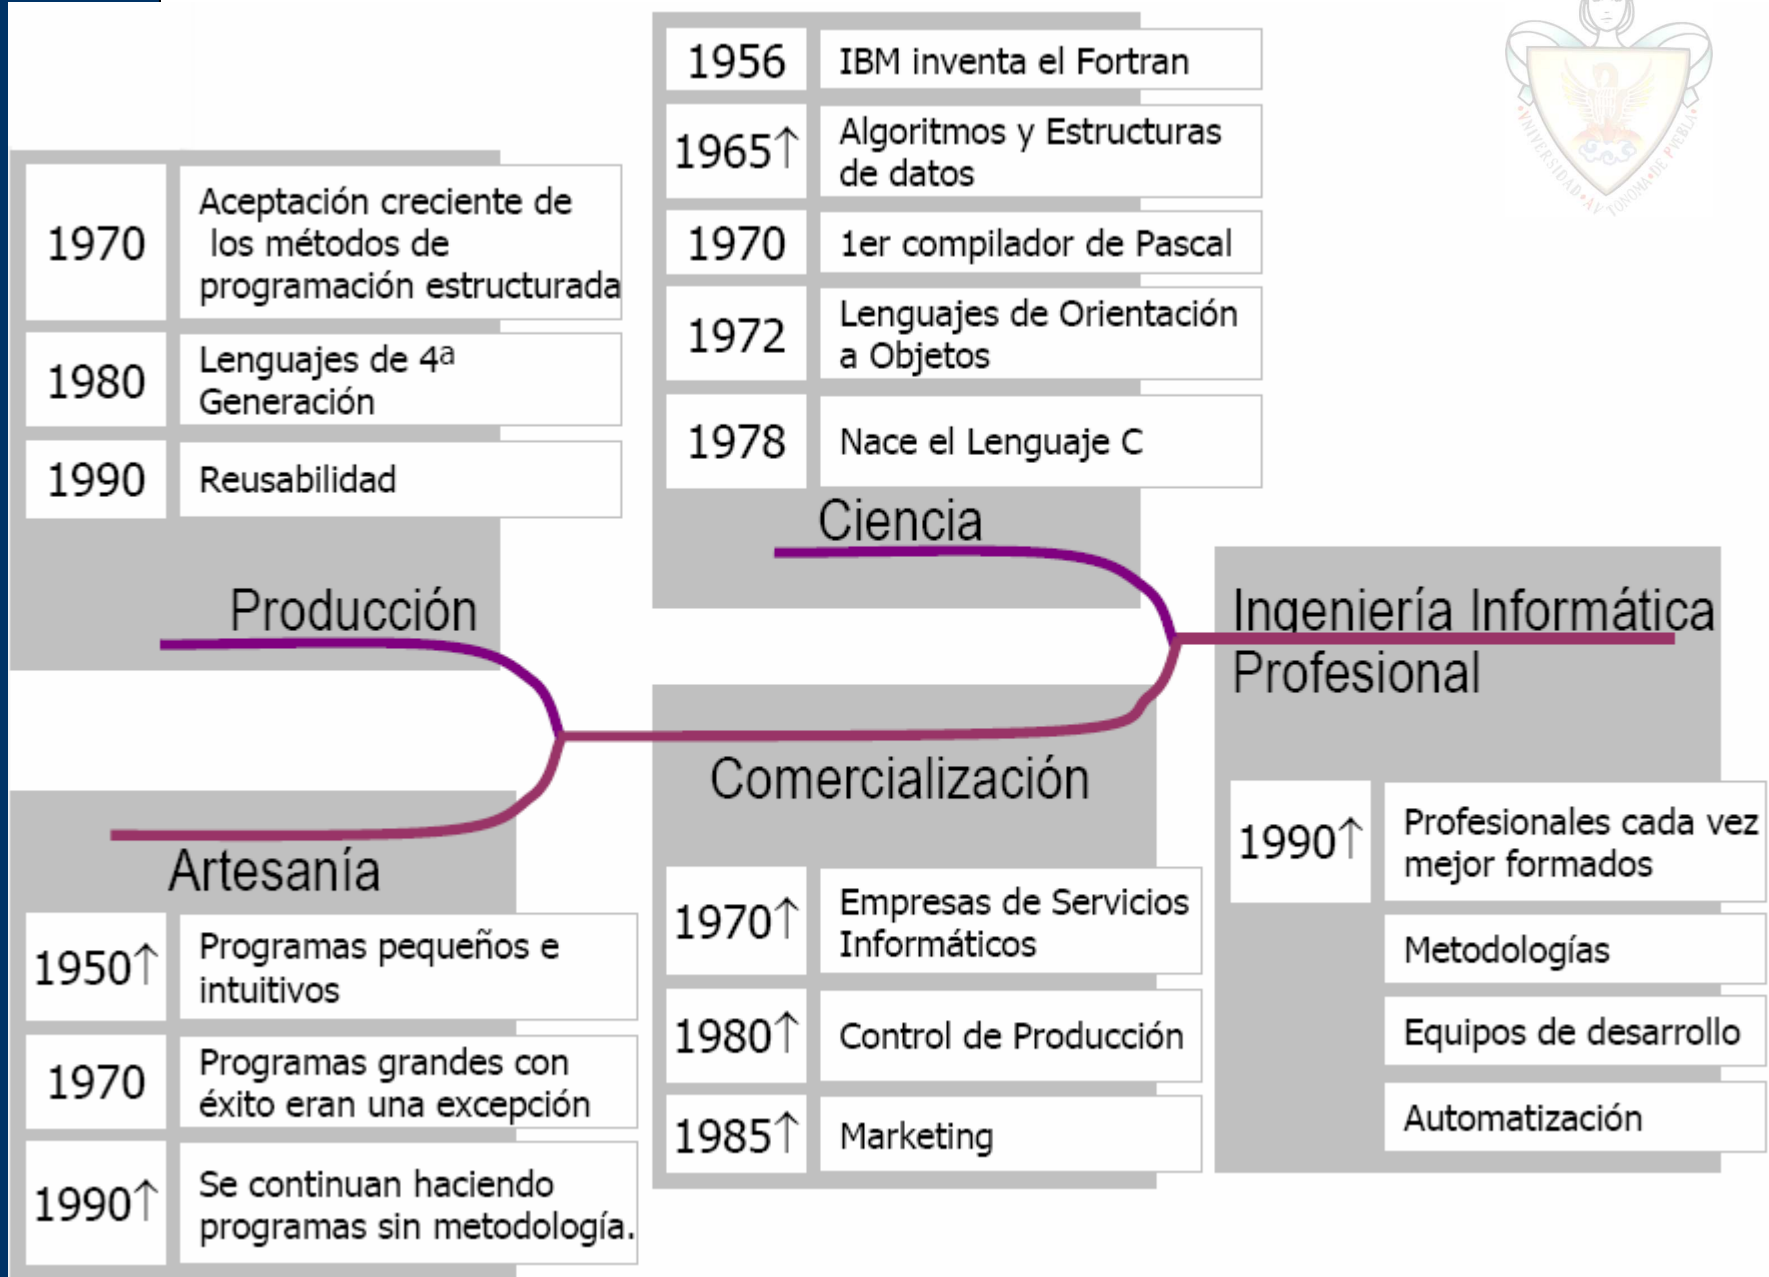 1970
Aceptación creciente de
los métodos de
programación estructurada
1980
Lenguajes de 4ª
Generación
1990
Reusabilidad
Producción
Artesanía
1950↑
Programas pequeños e
intuitivos
1970
Programas grandes con
éxito eran una excepción
1990↑
Se continuan haciendo
programas sin metodología.
1956
IBM inventa el Fortran
1965↑
Algoritmos y Estructuras
de datos
1970
1er compilador de Pascal
1972
Lenguajes de Orientación
a Objetos
1978
Nace el Lenguaje C
Ciencia
Comercialización
1970↑
Empresas de Servicios
Informáticos
1980↑
Control de Producción
1985↑
Marketing
VNIVERSIDAD AVTONOMA DE PVEBLA
Ingeniería Informática
Profesional
1990↑
Profesionales cada vez
mejor formados
Metodologías
Equipos de desarrollo
Automatización